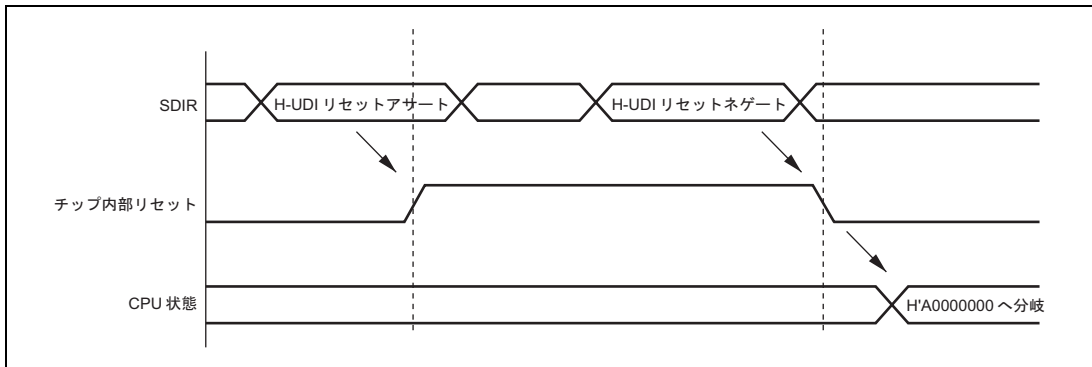 SDIR
H-UDI リセットアサート
H-UDI リセットネゲート
チップ内部リセット
CPU 状態
H'A0000000 へ分岐